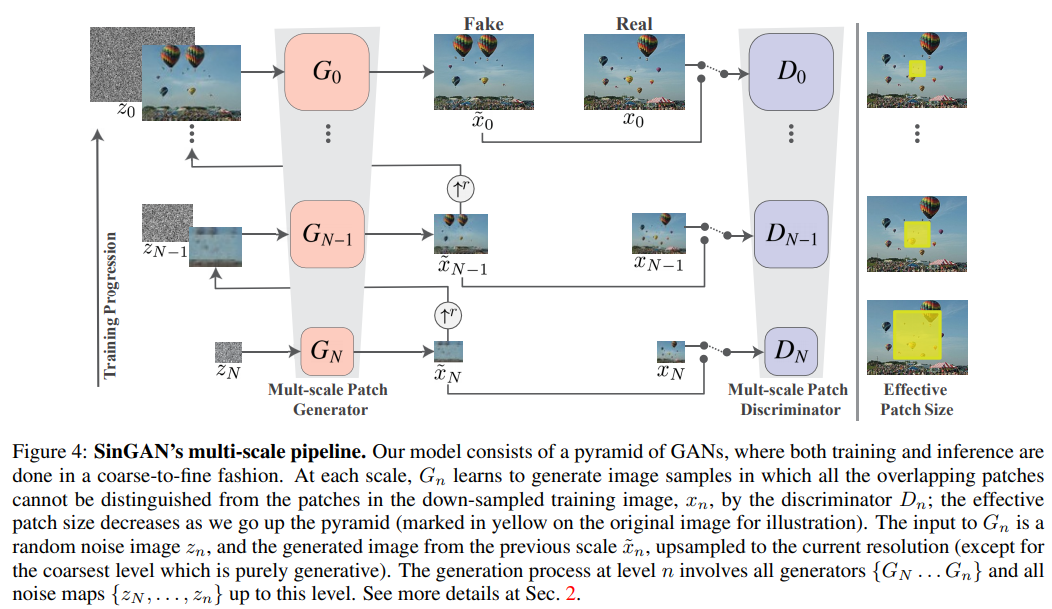 Fake
Real
z_0
G_0
x̃_0
x_0
D_0
↑r
Training Progression
z_{N−1}
G_{N−1}
x̃_{N−1}
x_{N−1}
D_{N−1}
↑r
z_N
G_N
x̃_N
x_N
D_N
Mult-scale Patch
Generator
Mult-scale Patch
Discriminator
Effective
Patch Size
Figure 4: SinGAN's multi-scale pipeline. Our model consists of a pyramid of GANs, where both training and inference are
done in a coarse-to-fine fashion. At each scale, G_n learns to generate image samples in which all the overlapping patches
cannot be distinguished from the patches in the down-sampled training image, x_n, by the discriminator D_n; the effective
patch size decreases as we go up the pyramid (marked in yellow on the original image for illustration). The input to G_n is a
random noise image z_n, and the generated image from the previous scale x̃_n, upsampled to the current resolution (except for
the coarsest level which is purely generative). The generation process at level n involves all generators {G_N … G_n} and all
noise maps {z_N, … , z_n} up to this level. See more details at Sec. 2.